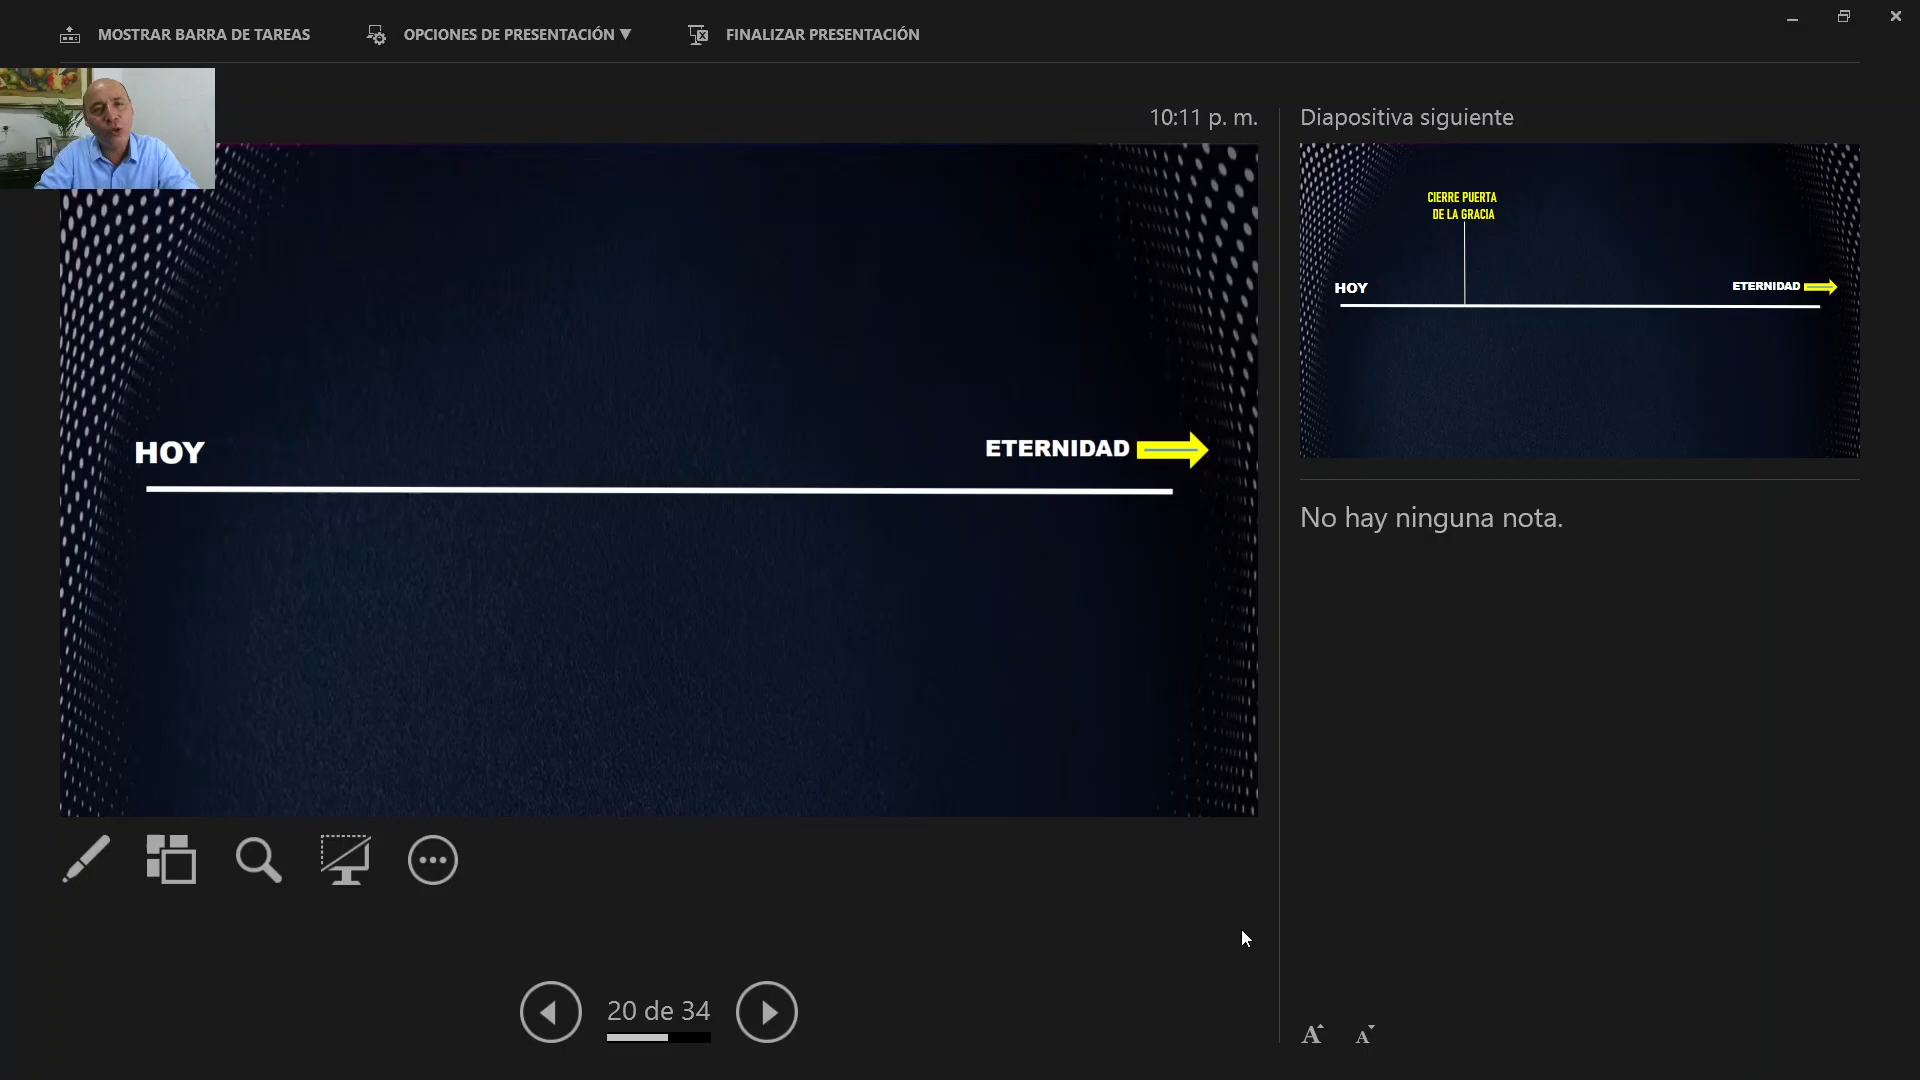 MOSTRAR BARRA DE TAREAS
OPCIONES DE PRESENTACIÓN ▼
FINALIZAR PRESENTACIÓN
10:11 p. m.
HOY
ETERNIDAD
20 de 34
Diapositiva siguiente
CIERRE PUERTA
DE LA GRACIA
HOY
ETERNIDAD
No hay ninguna nota.
A A